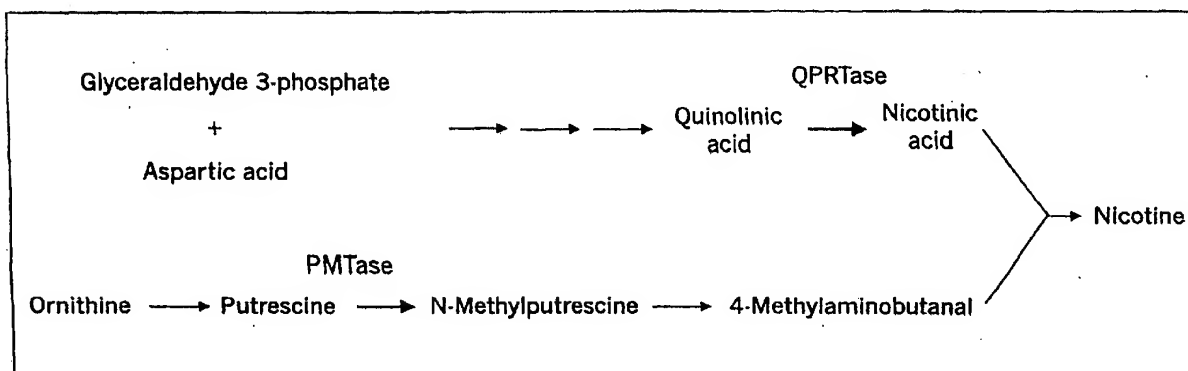 Glyceraldehyde 3-phosphate
+
Aspartic acid
QPRTase
Quinolinic
acid
Nicotinic
acid
Nicotine
PMTase
Ornithine
Putrescine
N-Methylputrescine
4-Methylaminobutanal